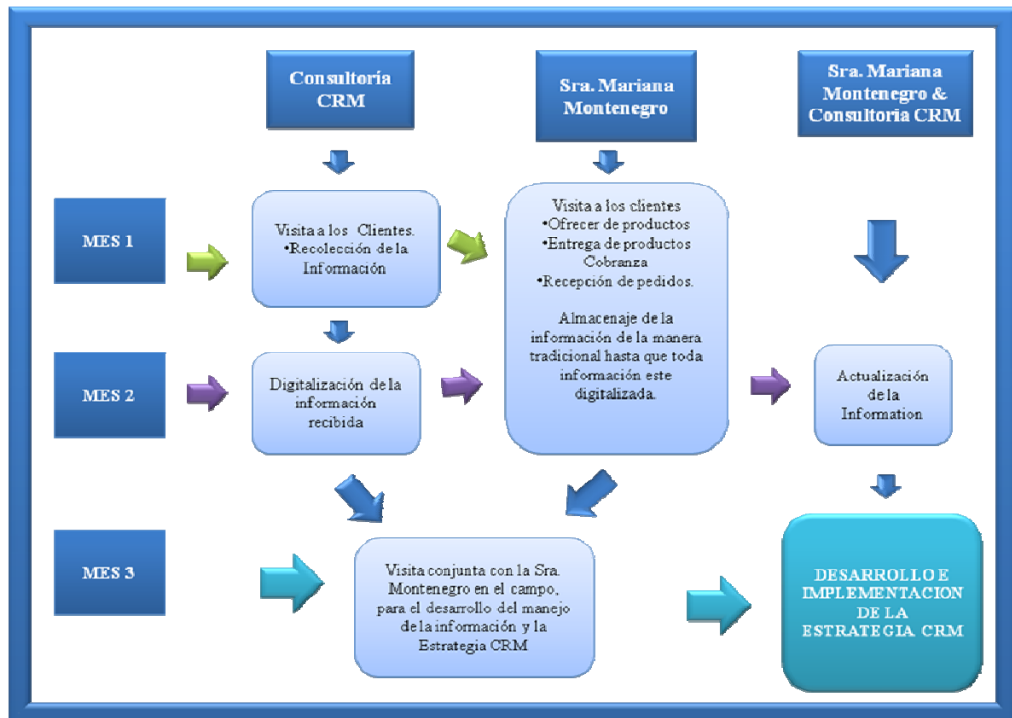 Consultoría
CRM
Sra. Mariana
Montenegro
Sra. Mariana
Montenegro &
Consultoria CRM
MES 1
Visita a los Clientes.
•Recolección de la
Información
Visita a los clientes
•Ofrecer de productos
•Entrega de productos
Cobranza
•Recepción de pedidos.
Almacenaje de la
información de la manera
tradicional hasta que toda
información este
digitalizada.
MES 2
Digitalización de la
información
recibida
Actualización
de la
Information
MES 3
Visita conjunta con la Sra.
Montenegro en el campo,
para el desarrollo del manejo
de la información y la
Estrategia CRM
DESARROLLO E
IMPLEMENTACION
DE LA
ESTRATEGIA CRM